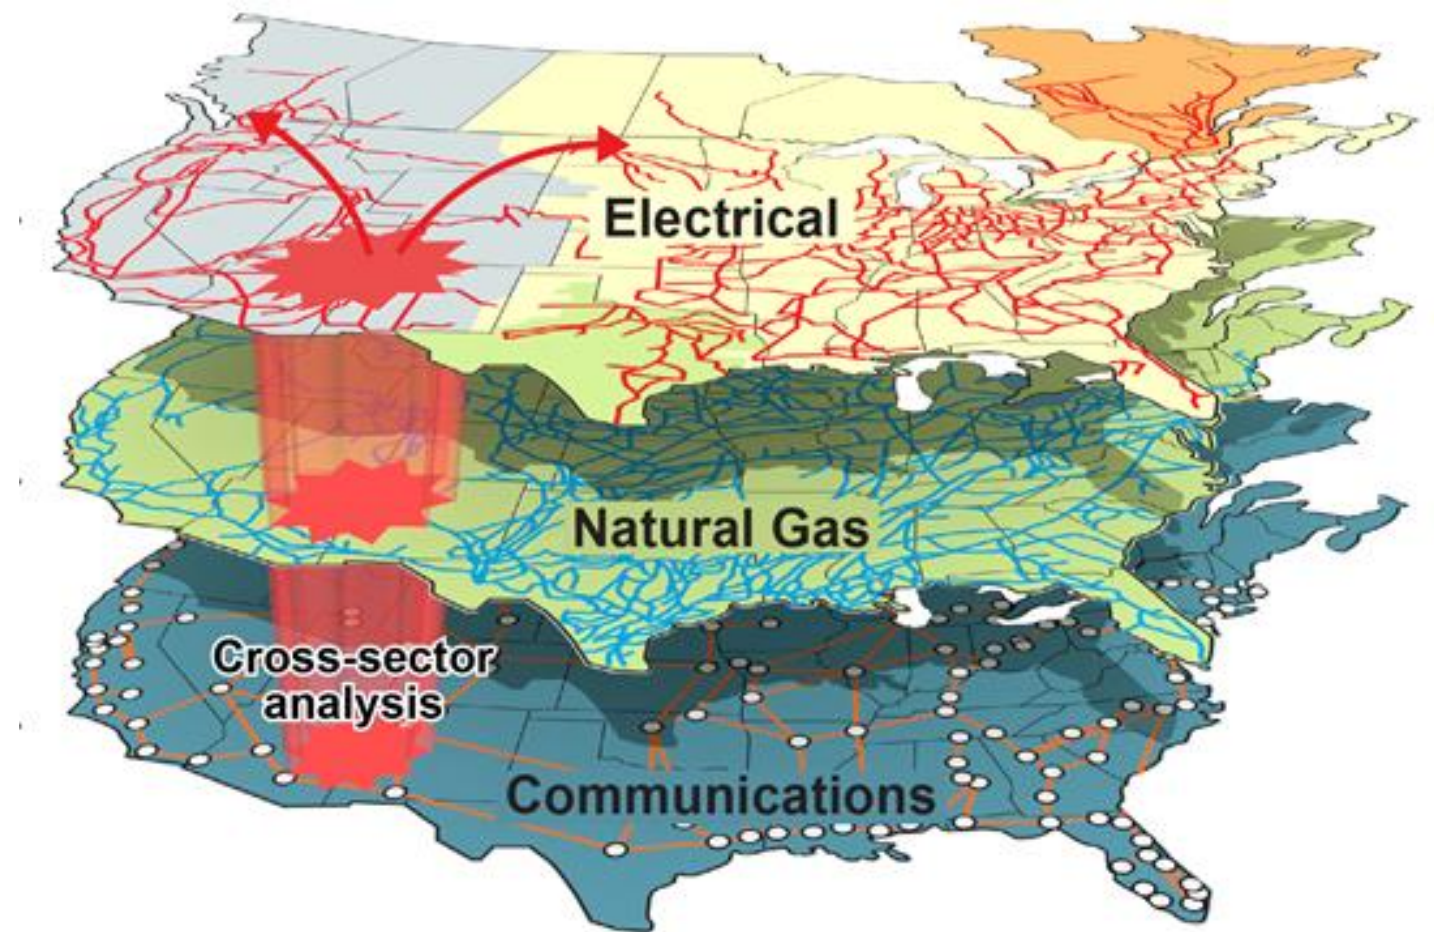 Electrical
Natural Gas
Cross-sector
analysis
Communications